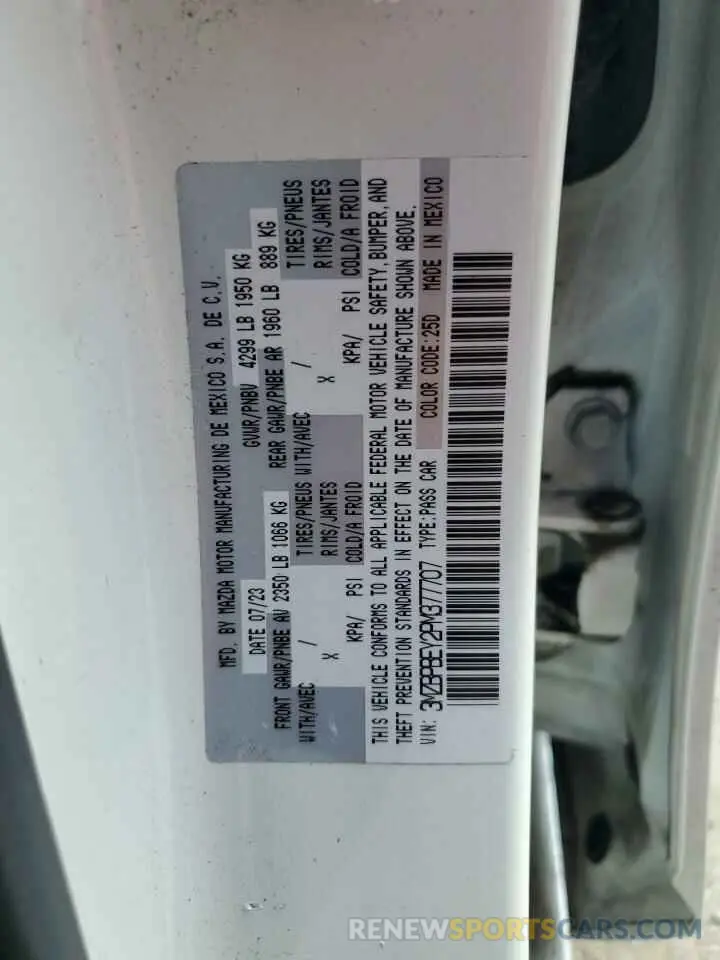 MFD. BY MAZDA MOTOR MANUFACTURING DE MEXICO S.A. DE C.V.
DATE 07/23 GVWR/PNBV 4299 LB 1950 KG
FRONT GAWR/PNBE AV 2350 LB 1066 KG REAR GAWR/PNBE AR 1960 LB 889 KG
WITH/AVEC / TIRES/PNEUS WITH/AVEC / TIRES/PNEUS
X RIMS/JANTES X RIMS/JANTES
KPA/ PSI COLD/A FROID KPA/ PSI COLD/A FROID
THIS VEHICLE CONFORMS TO ALL APPLICABLE FEDERAL MOTOR VEHICLE SAFETY, BUMPER, AND
THEFT PREVENTION STANDARDS IN EFFECT ON THE DATE OF MANUFACTURE SHOWN ABOVE.
VIN: 3MZBPBEY2PM377707 TYPE:PASS CAR COLOR CODE:25D MADE IN MEXICO
RENEWSPORTSCARS.COM